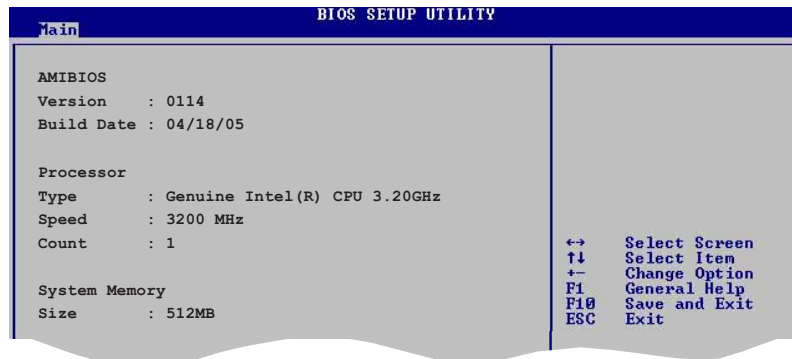 BIOS SETUP UTILITY
Main
AMIBIOS
Version : 0114
Build Date : 04/18/05
Processor
Type : Genuine Intel(R) CPU 3.20GHz
Speed : 3200 MHz
Count : 1
System Memory
Size : 512MB
←→ Select Screen
↑↓ Select Item
+- Change Option
F1 General Help
F10 Save and Exit
ESC Exit